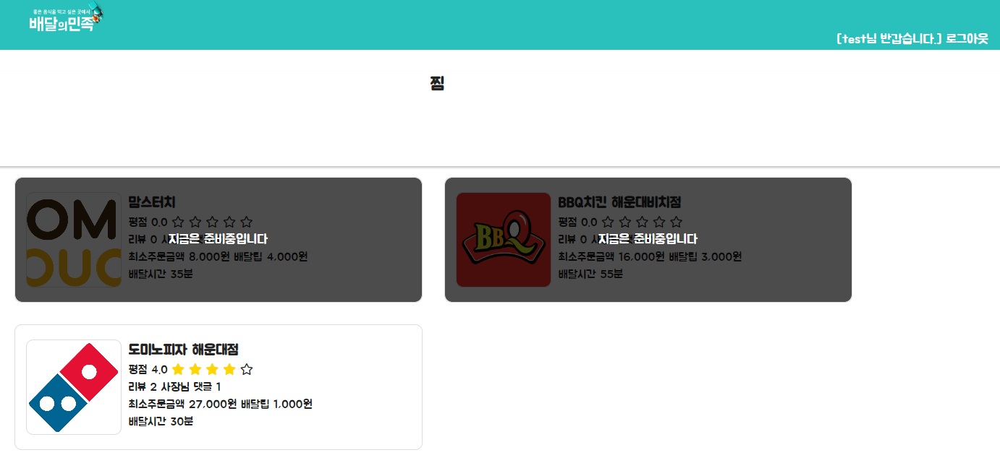 좋은 음식을 먹고 싶은 곳에서
배달의민족
[test님 반갑습니다.] 로그아웃
찜
OM
OUC
맘스터치
평점 0.0
리뷰 0
지금은 준비중입니다
최소주문금액 8,000원 배달팁 4,000원
배달시간 35분
BBQ
BBQ치킨 해운대비치점
평점 0.0
리뷰 0
지금은 준비중입니다
최소주문금액 16,000원 배달팁 3,000원
배달시간 55분
도미노피자 해운대점
평점 4.0
리뷰 2 사장님 댓글 1
최소주문금액 27,000원 배달팁 1,000원
배달시간 30분